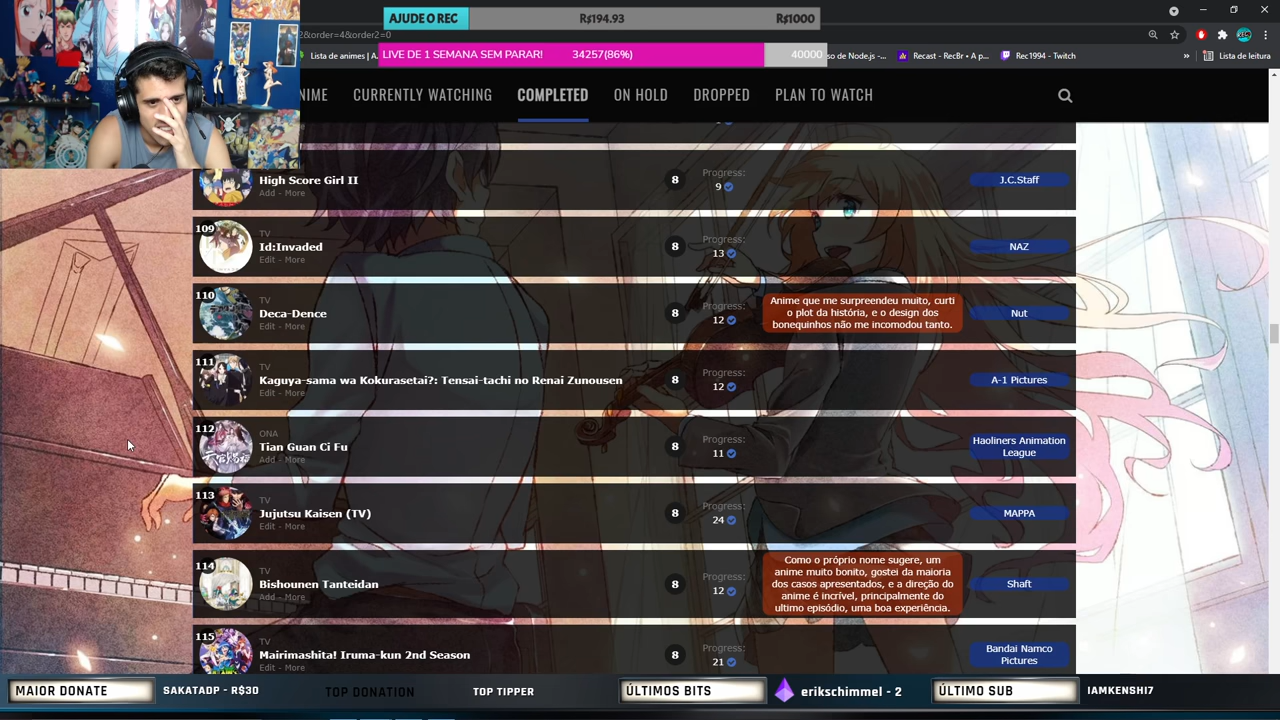 AJUDE O REC R$194.93 R$1000
2&order=4&order2=0
LIVE DE 1 SEMANA SEM PARAR! 34257(86%) 40000
Lista de animes | A. so de Node.js -... Recast - RecBr • A p... Rec1994 - Twitch » Lista de leitura
NIME CURRENTLY WATCHING COMPLETED ON HOLD DROPPED PLAN TO WATCH
High Score Girl II
Add - More
8
Progress:
9
J.C.Staff
109
TV
Id:Invaded
Edit - More
8
Progress:
13
NAZ
110
TV
Deca-Dence
Edit - More
8
Progress:
12
Anime que me surpreendeu muito, curti
o plot da história, e o design dos
bonequinhos não me incomodou tanto.
Nut
111
TV
Kaguya-sama wa Kokurasetai?: Tensai-tachi no Renai Zunousen
Edit - More
8
Progress:
12
A-1 Pictures
112
ONA
Tian Guan Ci Fu
Add - More
8
Progress:
11
Haoliners Animation
League
113
TV
Jujutsu Kaisen (TV)
Edit - More
8
Progress:
24
MAPPA
114
TV
Bishounen Tanteidan
Add - More
8
Progress:
12
Como o próprio nome sugere, um
anime muito bonito, gostei da maioria
dos casos apresentados, e a direção do
anime é incrível, principalmente do
ultimo episódio, uma boa experiência.
Shaft
115
TV
Mairimashita! Iruma-kun 2nd Season
Edit - More
8
Progress:
21
Bandai Namco
Pictures
MAIOR DONATE SAKATADP - R$30 TOP DONATION TOP TIPPER ÚLTIMOS BITS erikschimmel - 2 ÚLTIMO SUB IAMKENSHI7